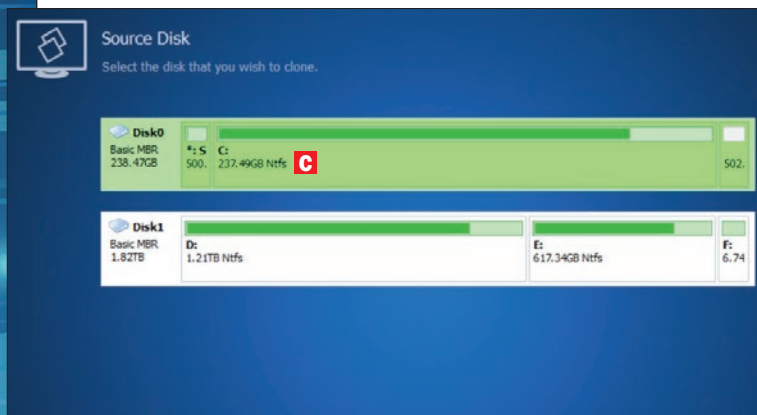 Source Disk
Select the disk that you wish to clone.
Disk0
Basic MBR
238.47GB
*: S
500.
C:
237.49GB Ntfs
C
502.
Disk1
Basic MBR
1.82TB
D:
1.21TB Ntfs
E:
617.34GB Ntfs
F:
6.74